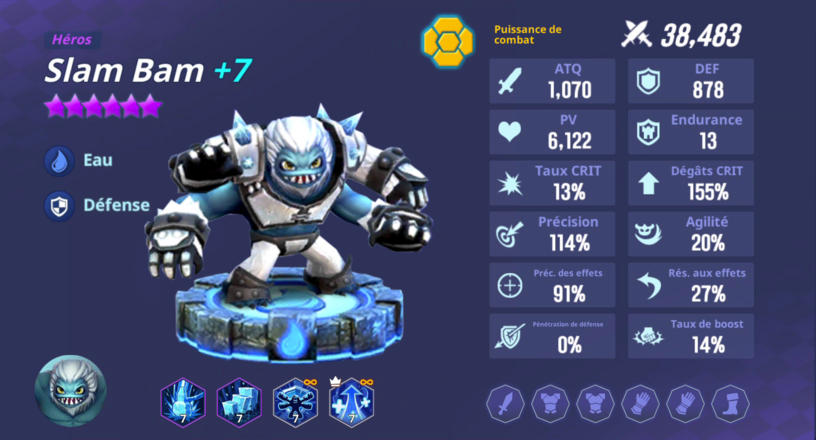 Héros
Slam Bam +7
Eau
Défense
7
7
7
7
Puissance de
combat
38,483
ATQ
1,070
DEF
878
PV
6,122
Endurance
13
Taux CRIT
13%
Dégâts CRIT
155%
Précision
114%
Agilité
20%
Préc. des effets
91%
Rés. aux effets
27%
Pénétration de défense
0%
Taux de boost
14%